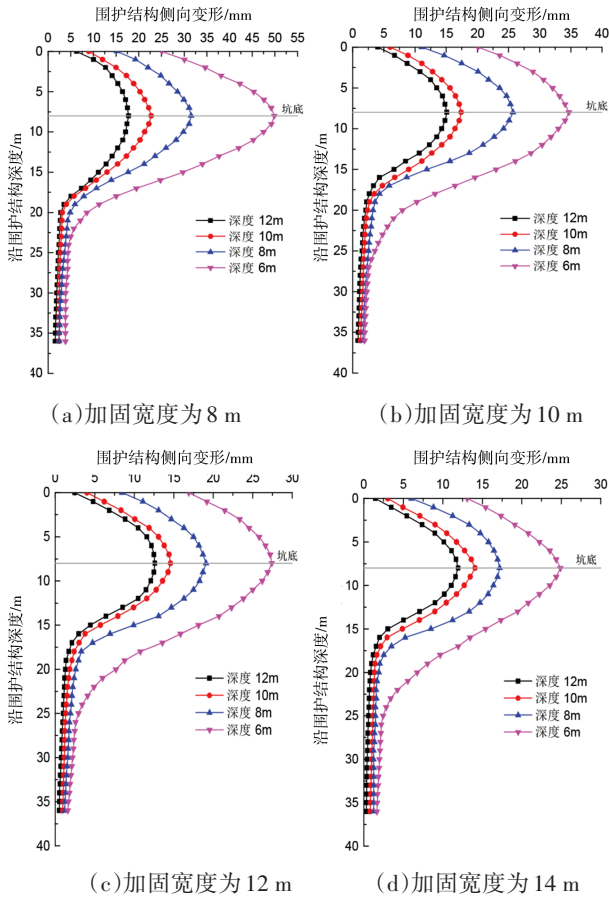 围护结构侧向变形/mm
0 5 10 15 20 25 30 35 40 45 50 55
沿围护结构深度/m
0
5
10
15
20
25
30
35
40
坑底
深度 12m
深度 10m
深度 8m
深度 6m
(a)加固宽度为 8 m
围护结构侧向变形/mm
0 5 10 15 20 25 30 35 40
沿围护结构深度/m
0
5
10
15
20
25
30
35
40
坑底
深度 12m
深度 10m
深度 8m
深度 6m
(b)加固宽度为 10 m
围护结构侧向变形/mm
0 5 10 15 20 25 30
沿围护结构深度/m
0
5
10
15
20
25
30
35
40
坑底
深度 12m
深度 10m
深度 8m
深度 6m
(c)加固宽度为 12 m
围护结构侧向变形/mm
0 5 10 15 20 25 30
沿围护结构深度/m
0
5
10
15
20
25
30
35
40
坑底
深度 12m
深度 10m
深度 8m
深度 6m
(d)加固宽度为 14 m